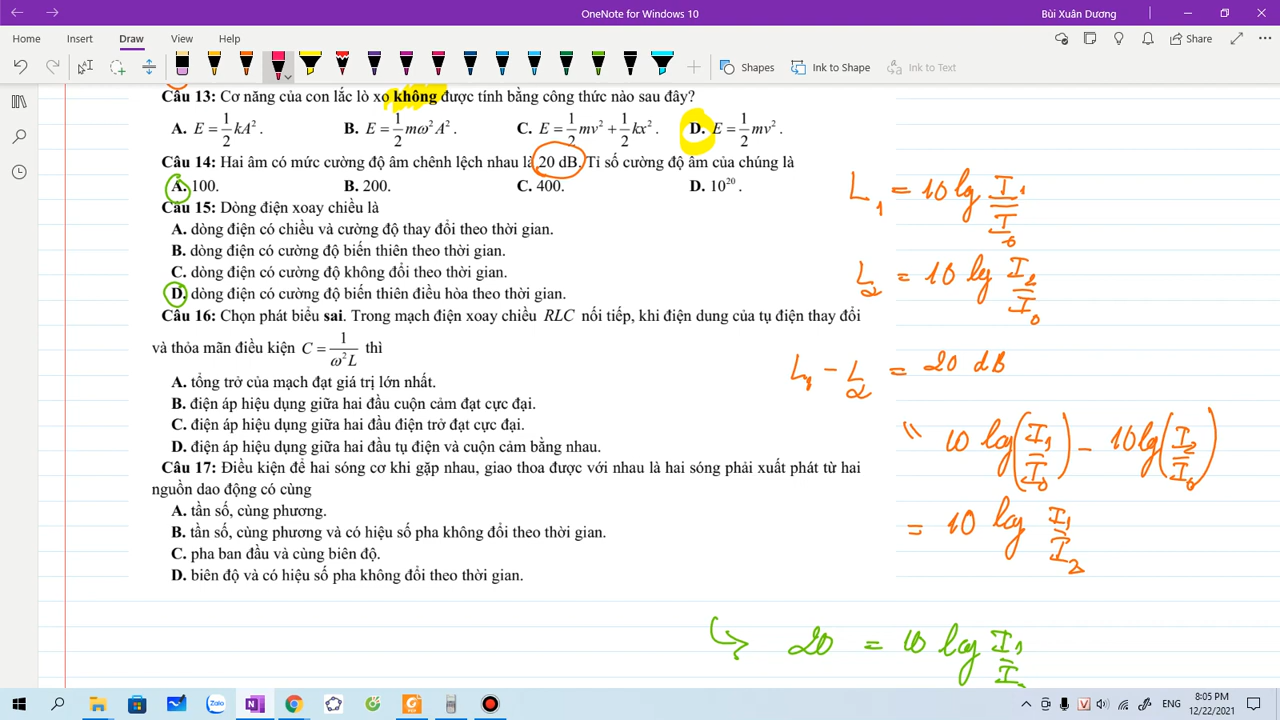 OneNote for Windows 10
Bùi Xuân Dương
Home Insert Draw View Help
Share
Shapes Ink to Shape Ink to Text
Câu 13: Cơ năng của con lắc lò xo không được tính bằng công thức nào sau đây?
A. E = 1/2 kA². B. E = 1/2 mω²A². C. E = 1/2 mv² + 1/2 kx². D. E = 1/2 mv².
Câu 14: Hai âm có mức cường độ âm chênh lệch nhau là 20 dB. Tỉ số cường độ âm của chúng là
A. 100. B. 200. C. 400. D. 10²⁰.
Câu 15: Dòng điện xoay chiều là
A. dòng điện có chiều và cường độ thay đổi theo thời gian.
B. dòng điện có cường độ biến thiên theo thời gian.
C. dòng điện có cường độ không đổi theo thời gian.
D. dòng điện có cường độ biến thiên điều hòa theo thời gian.
Câu 16: Chọn phát biểu sai. Trong mạch điện xoay chiều RLC nối tiếp, khi điện dung của tụ điện thay đổi
và thỏa mãn điều kiện C = 1/ω²L thì
A. tổng trở của mạch đạt giá trị lớn nhất.
B. điện áp hiệu dụng giữa hai đầu cuộn cảm đạt cực đại.
C. điện áp hiệu dụng giữa hai đầu điện trở đạt cực đại.
D. điện áp hiệu dụng giữa hai đầu tụ điện và cuộn cảm bằng nhau.
Câu 17: Điều kiện để hai sóng cơ khi gặp nhau, giao thoa được với nhau là hai sóng phải xuất phát từ hai
nguồn dao động có cùng
A. tần số, cùng phương.
B. tần số, cùng phương và có hiệu số pha không đổi theo thời gian.
C. pha ban đầu và cùng biên độ.
D. biên độ và có hiệu số pha không đổi theo thời gian.
L₁ = 10 lg I₁/I₀
L₂ = 10 lg I₂/I₀
L₁ - L₂ = 20 dB
10 log(I₁/I₀) - 10 log(I₂/I₀)
= 10 log I₁/I₂
20 = 10 log I₁/I
Zalo
ENG
8:05 PM
12/22/2021